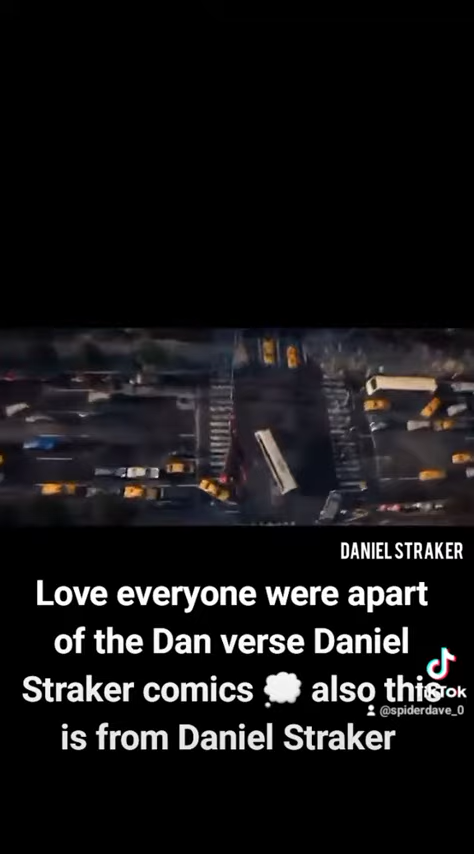 DANIEL STRAKER
Love everyone were apart
of the Dan verse Daniel
Straker comics 💭 also this
is from Daniel Straker
TikTok
@spiderdave_0